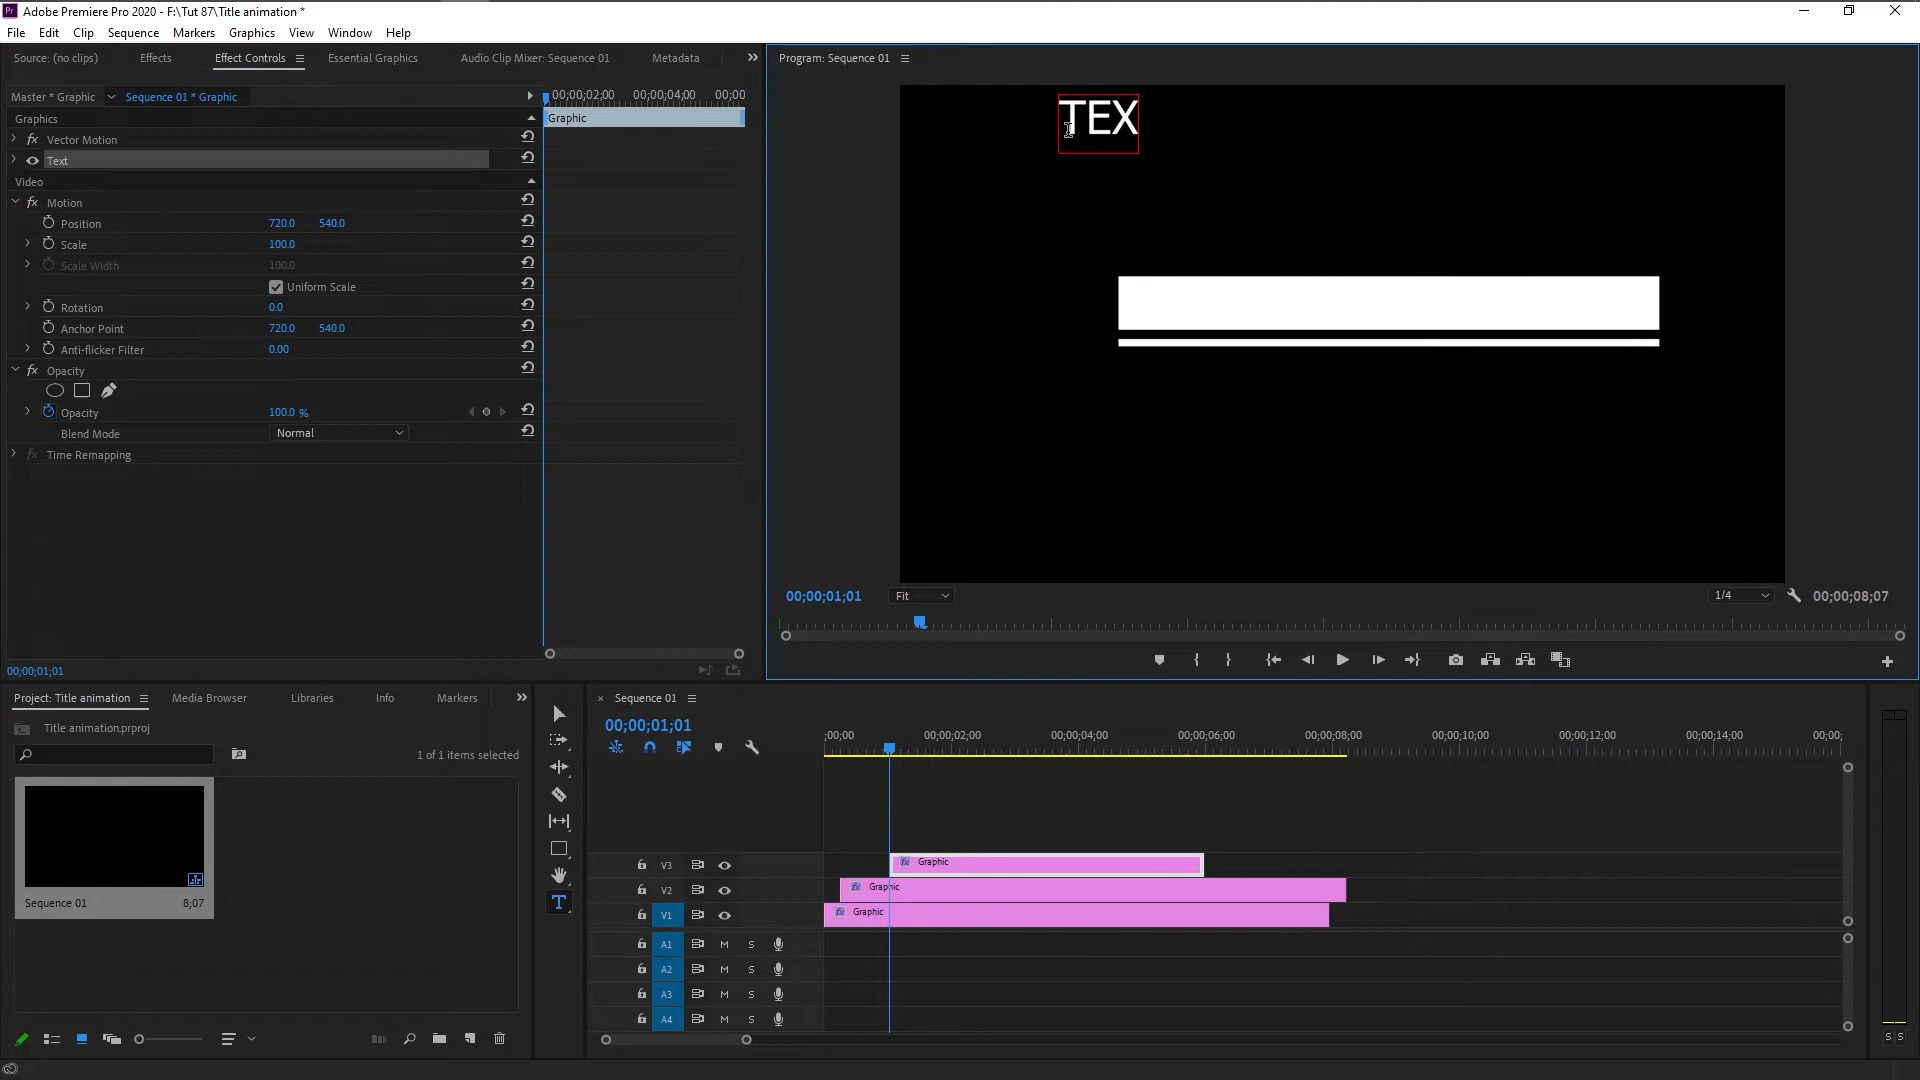 Pr Adobe Premiere Pro 2020 - F:\Tut 87\Title animation *
File Edit Clip Sequence Markers Graphics View Window Help
Source: (no clips) Effects Effect Controls Essential Graphics Audio Clip Mixer: Sequence 01 Metadata
Program: Sequence 01
Master * Graphic Sequence 01 * Graphic
00;00;02;00 00;00;04;00 00;00
Graphics
Graphic
fx Vector Motion
Text
Video
fx Motion
Position 720.0 540.0
Scale 100.0
Scale Width 100.0
Uniform Scale
Rotation 0.0
Anchor Point 720.0 540.0
Anti-flicker Filter 0.00
fx Opacity
Opacity 100.0 %
Blend Mode Normal
fx Time Remapping
00;00;01;01
TEX
00;00;01;01 Fit 1/4 00;00;08;07
Project: Title animation Media Browser Libraries Info Markers
Title animation.prproj
1 of 1 items selected
Sequence 01 8;07
× Sequence 01
00;00;01;01
;00;00 00;00;02;00 00;00;04;00 00;00;06;00 00;00;08;00 00;00;10;00 00;00;12;00 00;00;14;00 00;00;
T
V3 fx Graphic
V2 fx Graphic
V1 fx Graphic
A1 M S
A2 M S
A3 M S
A4 M S
S S